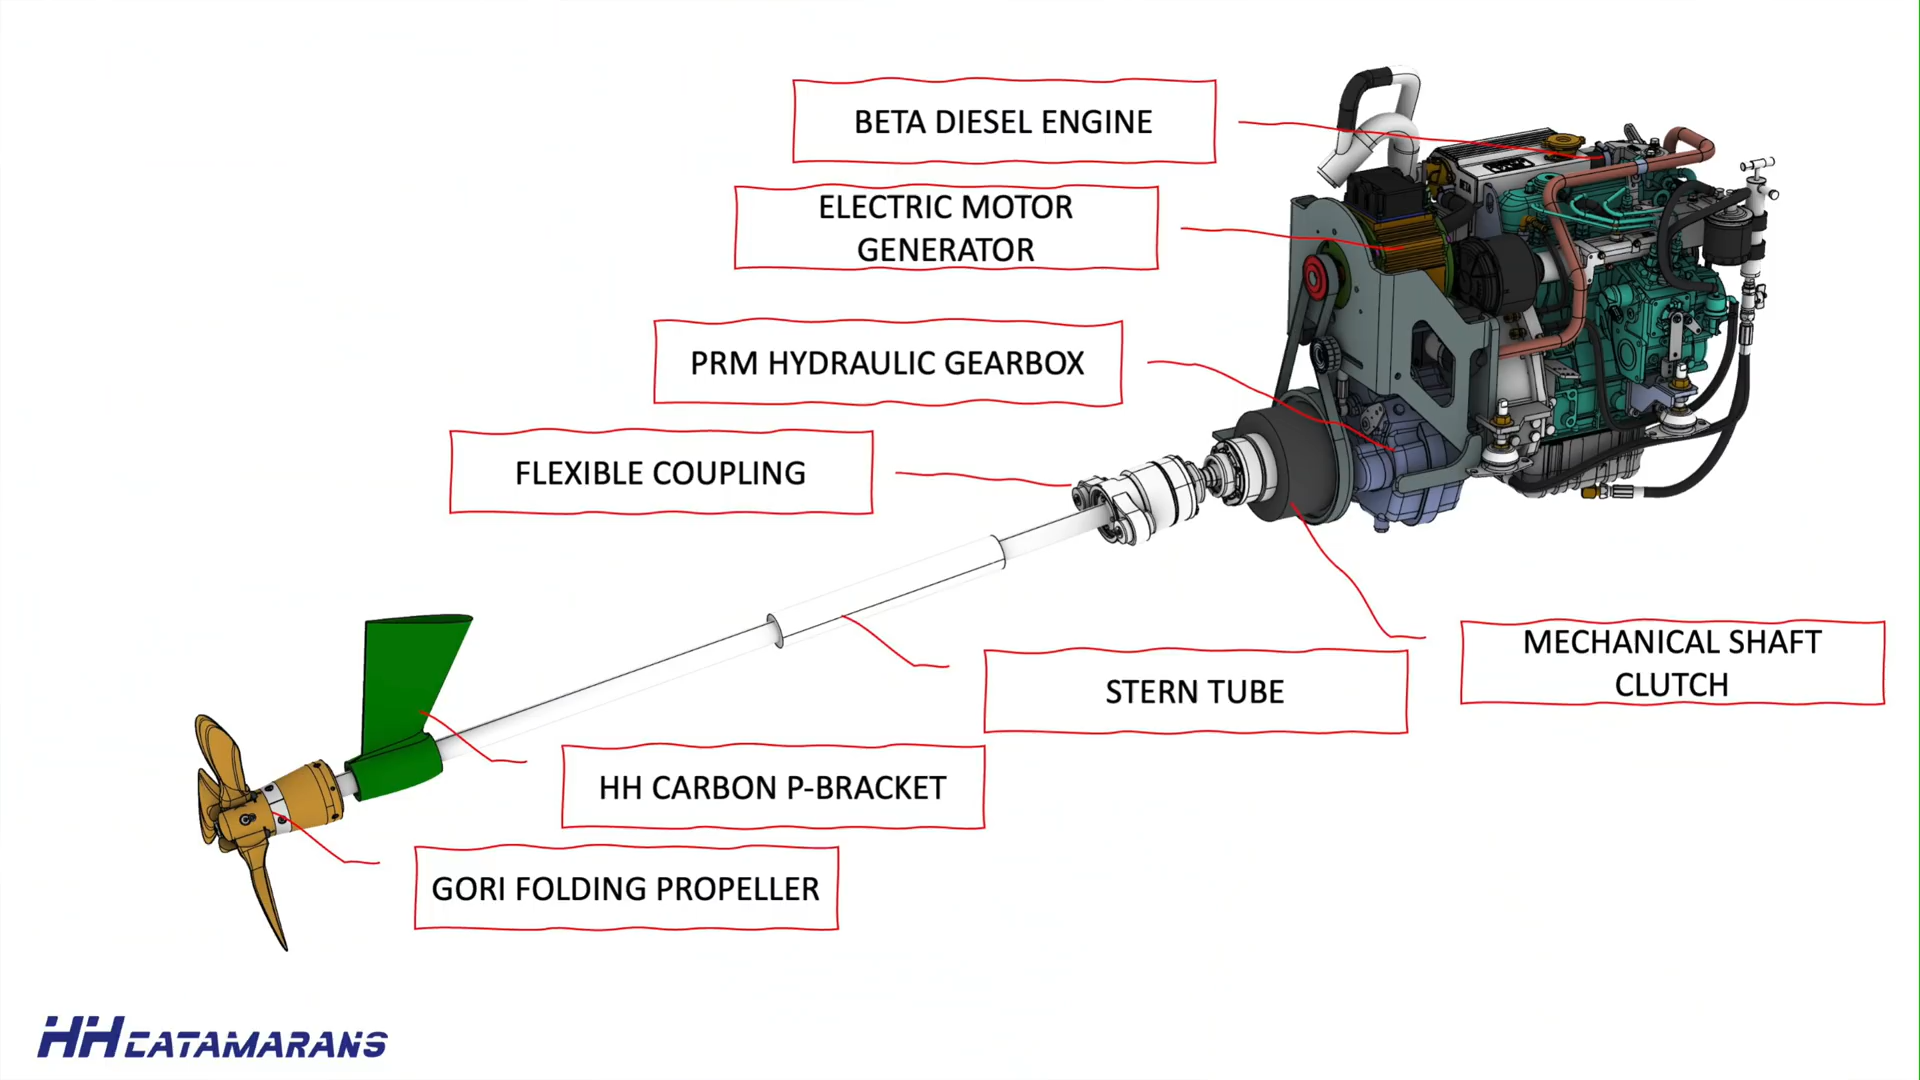 BETA DIESEL ENGINE
ELECTRIC MOTOR
GENERATOR
PRM HYDRAULIC GEARBOX
FLEXIBLE COUPLING
MECHANICAL SHAFT
CLUTCH
STERN TUBE
HH CARBON P-BRACKET
GORI FOLDING PROPELLER
HH CATAMARANS